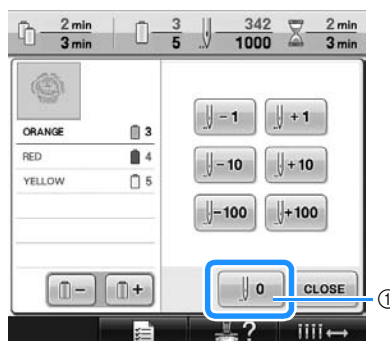 2 min 3 342 2 min
3 min 5 1000 3 min
- 1 + 1
ORANGE 3
RED 4
- 10 + 10
YELLOW 5
-100 +100
- + 0 CLOSE
①
?